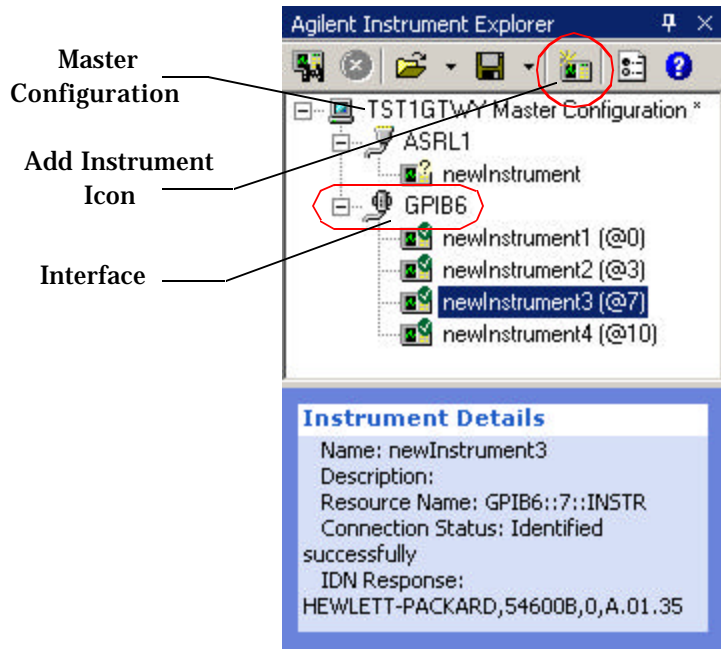 Agilent Instrument Explorer
Master
Configuration
Add Instrument
Icon
Interface
TST1GTWY Master Configuration *
ASRL1
newInstrument
GPIB6
newInstrument1 (@0)
newInstrument2 (@3)
newInstrument3 (@7)
newInstrument4 (@10)
Instrument Details
Name: newInstrument3
Description:
Resource Name: GPIB6::7::INSTR
Connection Status: Identified
successfully
IDN Response:
HEWLETT-PACKARD,54600B,0,A.01.35